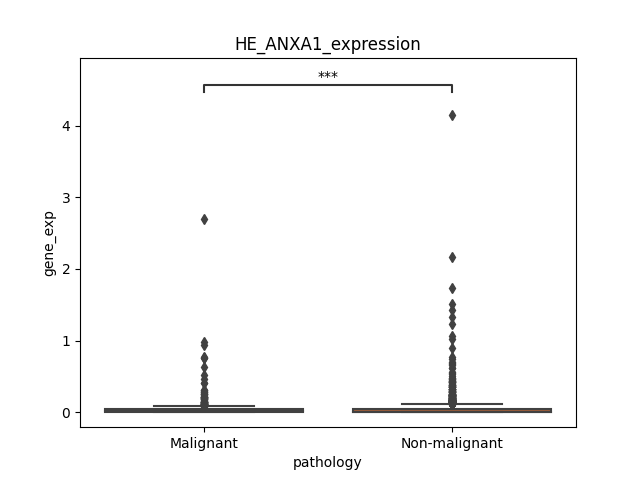 HE_ANXA1_expression
***
4
3
2
1
0
gene_exp
Malignant
Non-malignant
pathology